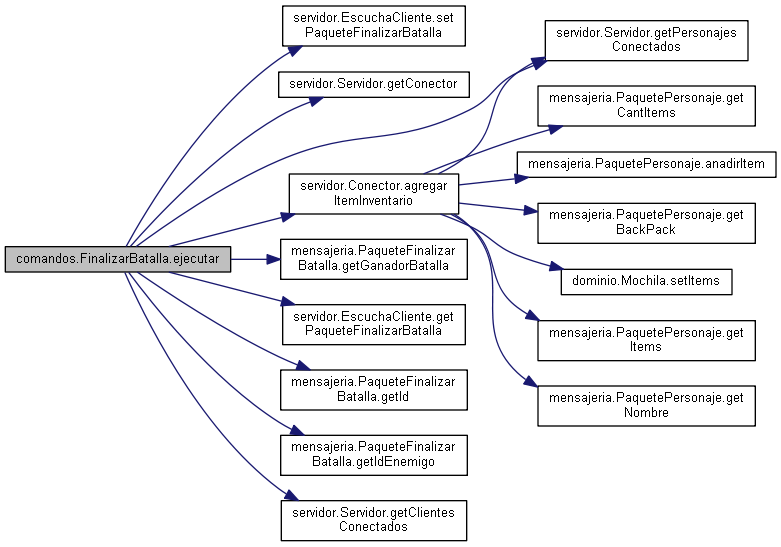 comandos.FinalizarBatalla.ejecutar
servidor.EscuchaCliente.set
PaqueteFinalizarBatalla
servidor.Servidor.getConector
servidor.Conector.agregar
ItemInventario
mensajeria.PaqueteFinalizar
Batalla.getGanadorBatalla
servidor.EscuchaCliente.get
PaqueteFinalizarBatalla
mensajeria.PaqueteFinalizar
Batalla.getId
mensajeria.PaqueteFinalizar
Batalla.getIdEnemigo
servidor.Servidor.getClientes
Conectados
servidor.Servidor.getPersonajes
Conectados
mensajeria.PaquetePersonaje.get
CantItems
mensajeria.PaquetePersonaje.anadirItem
mensajeria.PaquetePersonaje.get
BackPack
dominio.Mochila.setItems
mensajeria.PaquetePersonaje.get
Items
mensajeria.PaquetePersonaje.get
Nombre